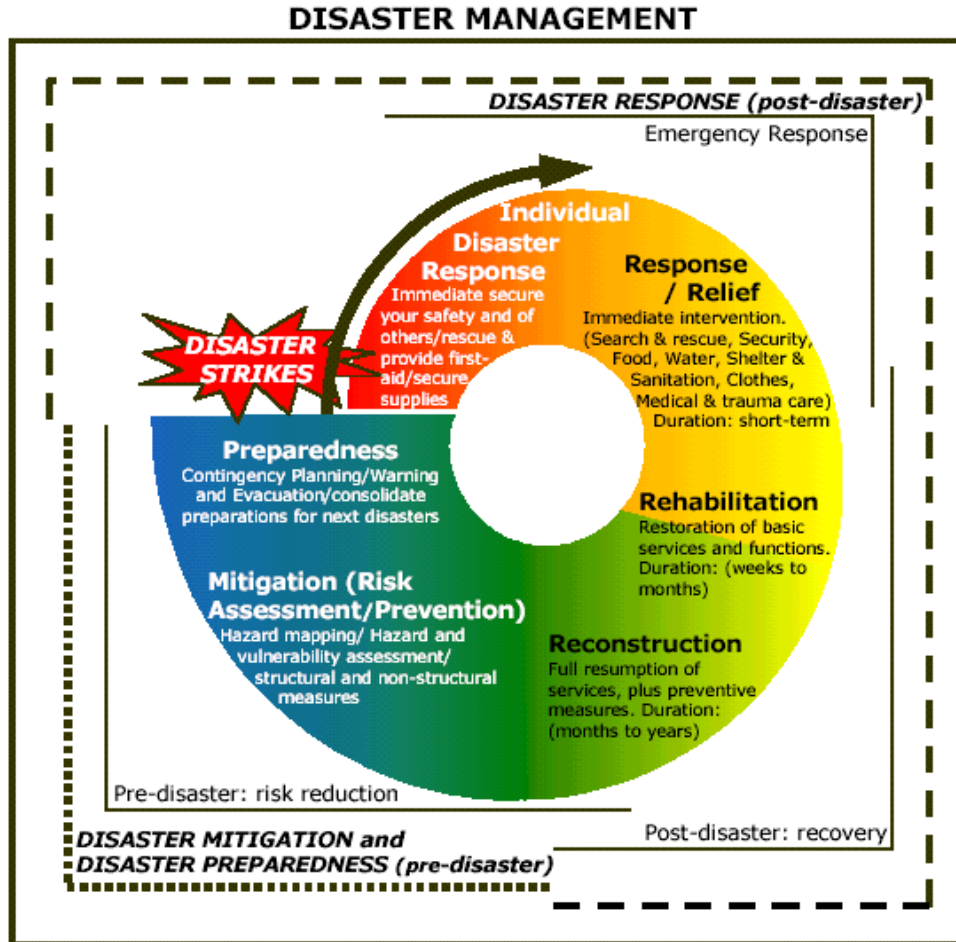 DISASTER MANAGEMENT
DISASTER RESPONSE (post-disaster)
Emergency Response
Individual
Disaster
Response
Immediate secure
your safety and of
others/rescue &
provide first-
aid/secure
supplies
Response
/ Relief
Immediate intervention.
(Search & rescue, Security,
Food, Water, Shelter &
Sanitation, Clothes,
Medical & trauma care)
Duration: short-term
DISASTER
STRIKES
Preparedness
Contingency Planning/Warning
and Evacuation/consolidate
preparations for next disasters
Rehabilitation
Restoration of basic
services and functions.
Duration: (weeks to
months)
Mitigation (Risk
Assessment/Prevention)
Hazard mapping/ Hazard and
vulnerability assessment/
structural and non-structural
measures
Reconstruction
Full resumption of
services, plus preventive
measures. Duration:
(months to years)
Pre-disaster: risk reduction
Post-disaster: recovery
DISASTER MITIGATION and
DISASTER PREPAREDNESS (pre-disaster)